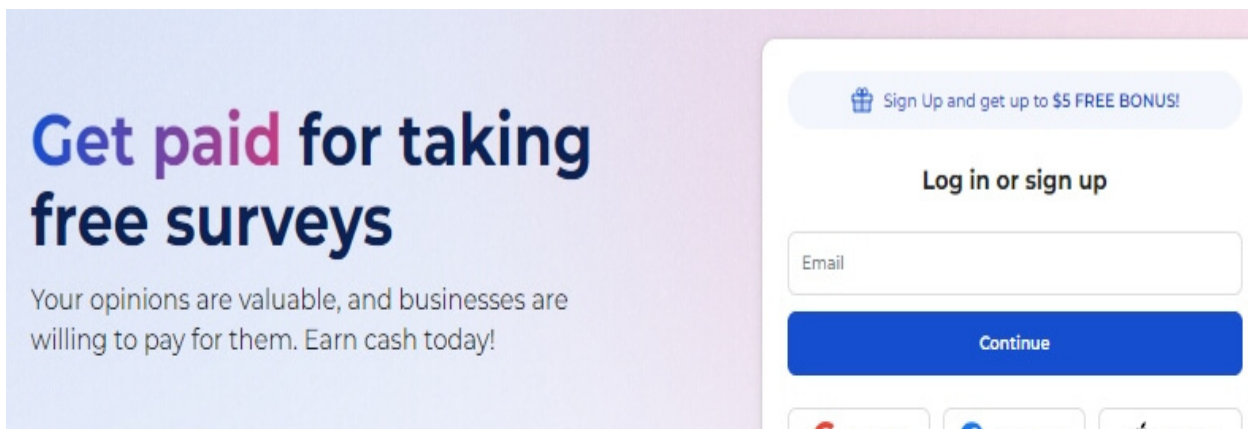 Get paid for taking
free surveys
Your opinions are valuable, and businesses are
willing to pay for them. Earn cash today!
Sign Up and get up to $5 FREE BONUS!
Log in or sign up
Email
Continue